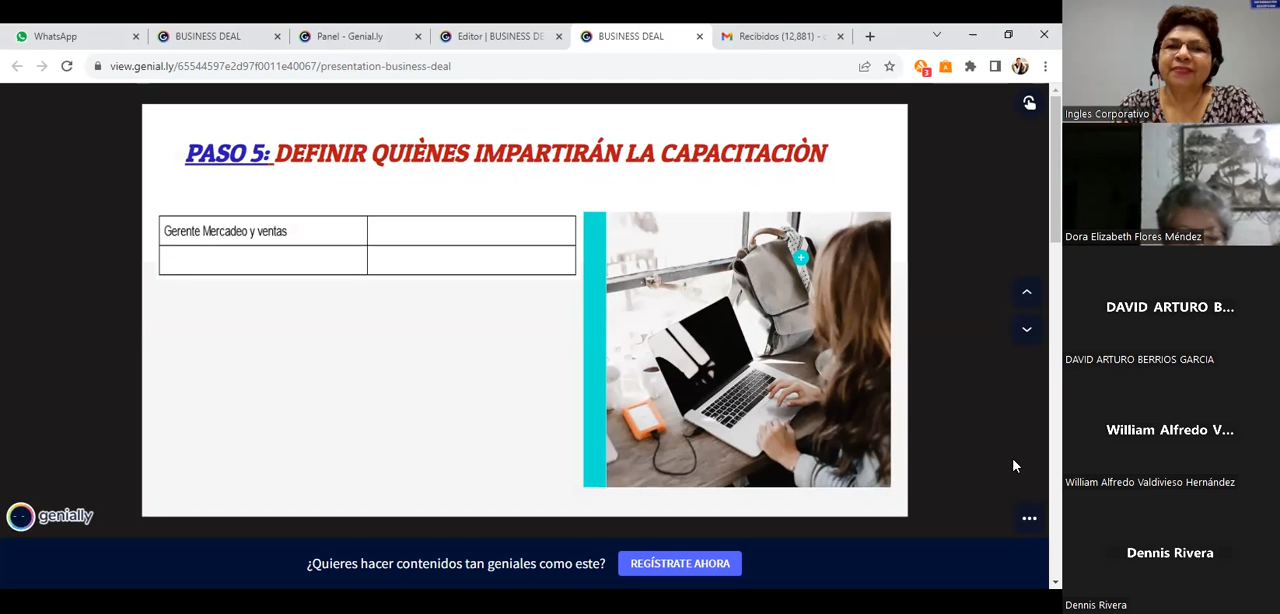 WhatsApp
BUSINESS DEAL
Panel - Genial.ly
Editor | BUSINESS DE
BUSINESS DEAL
Recibidos (12,881) - c
view.genial.ly/65544597e2d97f0011e40067/presentation-business-deal
3
PASO 5: DEFINIR QUIÈNES IMPARTIRÁN LA CAPACITACIÒN
Gerente Mercadeo y ventas
genially
¿Quieres hacer contenidos tan geniales como este?
REGÍSTRATE AHORA
Ingles Corporativo
Dora Elizabeth Flores Méndez
DAVID ARTURO B...
DAVID ARTURO BERRIOS GARCIA
William Alfredo V...
William Alfredo Valdivieso Hernández
Dennis Rivera
Dennis Rivera